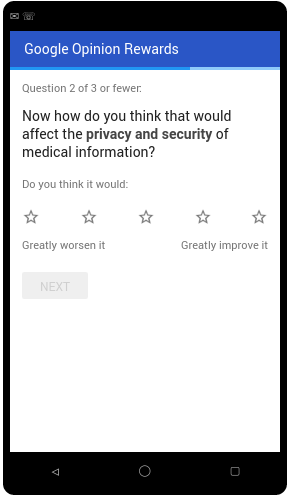 Google Opinion Rewards
Question 2 of 3 or fewer:
Now how do you think that would
affect the privacy and security of
medical information?
Do you think it would:
Greatly worsen it Greatly improve it
NEXT